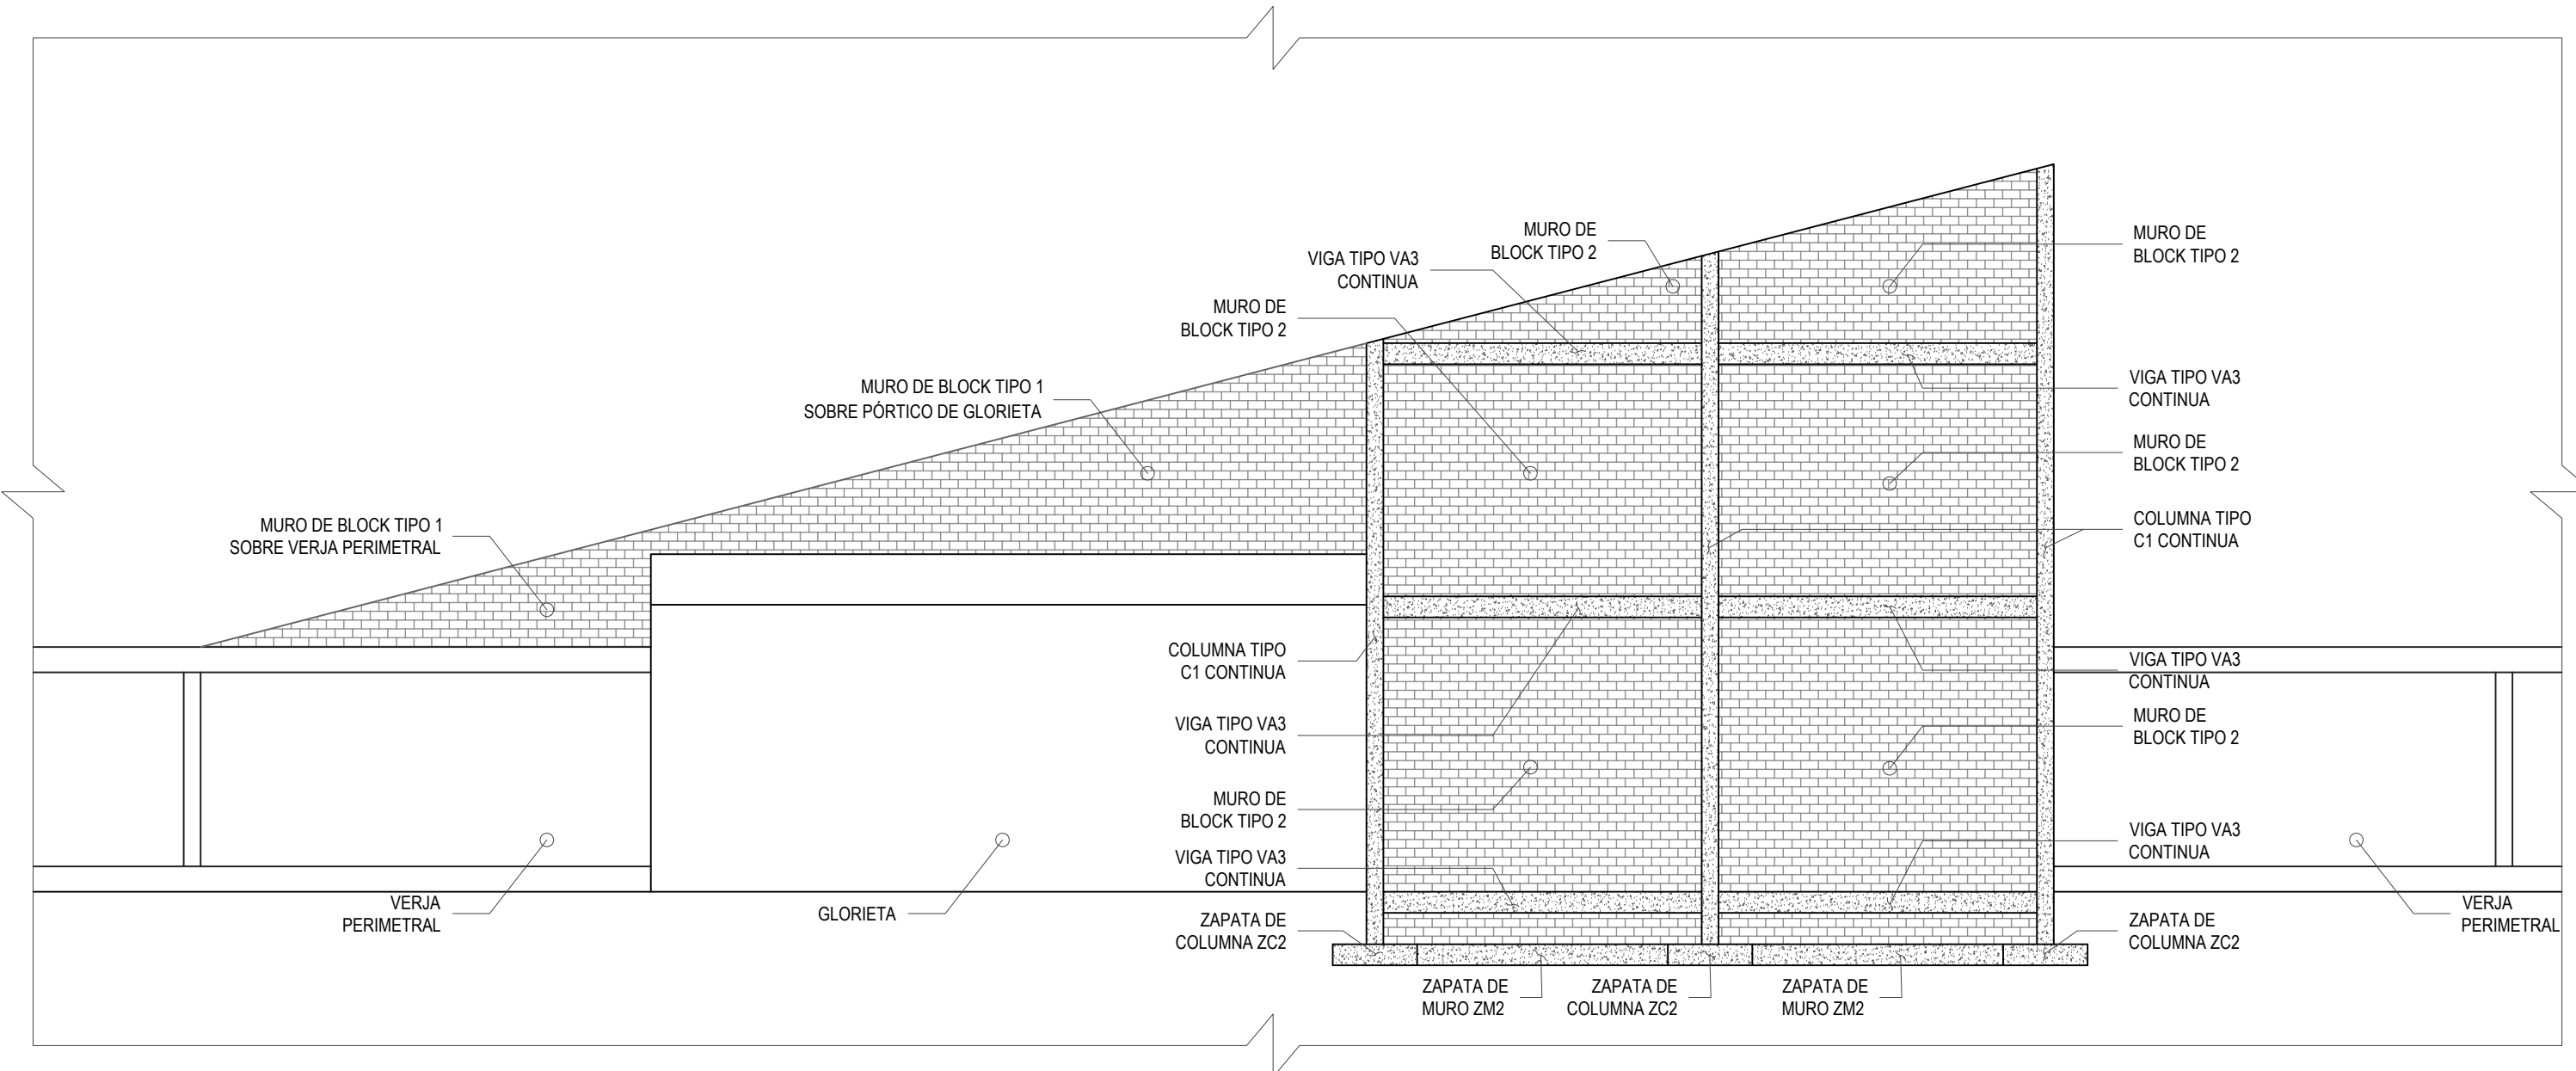 MURO DE
BLOCK TIPO 2
MURO DE
BLOCK TIPO 2
VIGA TIPO VA3
CONTINUA
MURO DE
BLOCK TIPO 2
VIGA TIPO VA3
CONTINUA
MURO DE BLOCK TIPO 1
SOBRE PÓRTICO DE GLORIETA
MURO DE
BLOCK TIPO 2
MURO DE BLOCK TIPO 1
SOBRE VERJA PERIMETRAL
COLUMNA TIPO
C1 CONTINUA
COLUMNA TIPO
C1 CONTINUA
VIGA TIPO VA3
CONTINUA
VIGA TIPO VA3
CONTINUA
MURO DE
BLOCK TIPO 2
MURO DE
BLOCK TIPO 2
VIGA TIPO VA3
CONTINUA
VIGA TIPO VA3
CONTINUA
VERJA
PERIMETRAL
GLORIETA
ZAPATA DE
COLUMNA ZC2
ZAPATA DE
COLUMNA ZC2
VERJA
PERIMETRAL
ZAPATA DE
MURO ZM2
ZAPATA DE
COLUMNA ZC2
ZAPATA DE
MURO ZM2